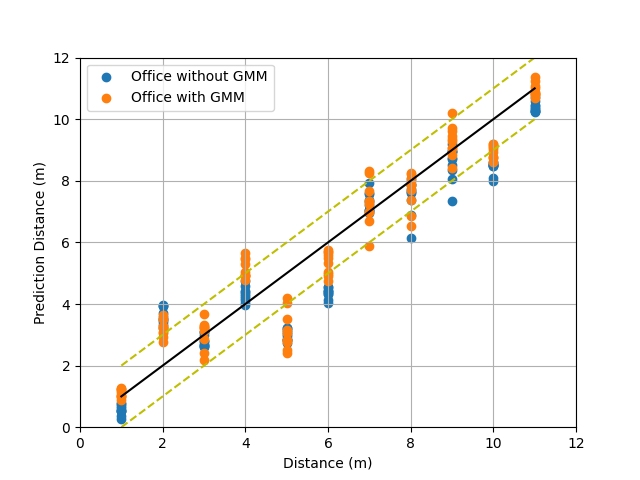 Office without GMM
Office with GMM
12
10
8
6
4
2
0
Prediction Distance (m)
0 2 4 6 8 10 12
Distance (m)